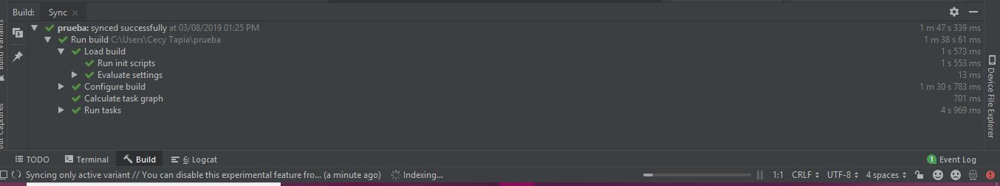 Build: Sync
prueba: synced successfully at 03/08/2019 01:25 PM 1 m 47 s 339 ms
Run build C:\Users\Cecy Tapia\prueba 1 m 38 s 61 ms
Load build 1 s 573 ms
Run init scripts 1 s 553 ms
Evaluate settings 13 ms
Configure build 1 m 30 s 783 ms
Calculate task graph 701 ms
Run tasks 4 s 969 ms
Build Variants
Captures
Device File Explorer
TODO Terminal Build 6: Logcat 1 Event Log
Syncing only active variant // You can disable this experimental feature fro... (a minute ago) Indexing... 1:1 CRLF UTF-8 4 spaces